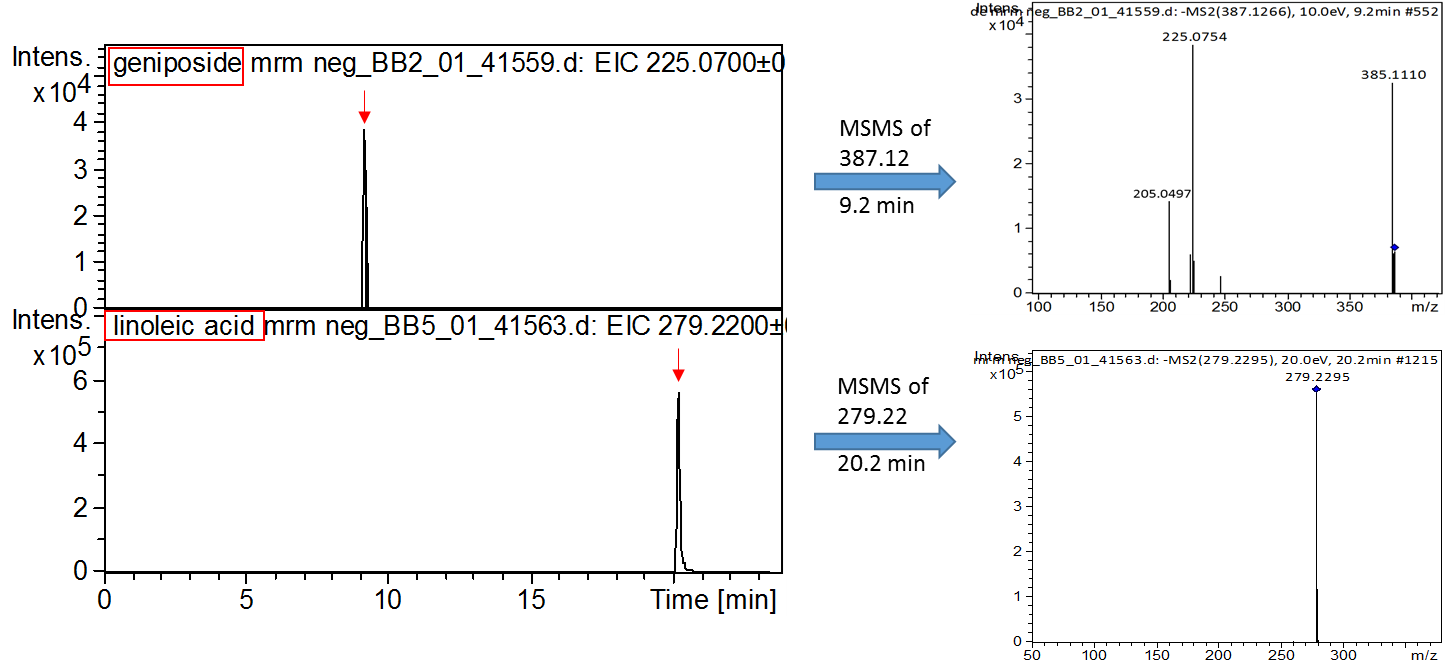 Intens.
x10^4
geniposide mrm neg_BB2_01_41559.d: EIC 225.0700±0
4
3
2
1
0
Intens.
x10^5
linoleic acid mrm neg_BB5_01_41563.d: EIC 279.2200±
6
4
2
0
0
5
10
15
Time [min]
MSMS of
387.12
9.2 min
MSMS of
279.22
20.2 min
Intens.
x10^4
mrm neg_BB2_01_41559.d: -MS2(387.1266), 10.0eV, 9.2min #552
225.0754
385.1110
205.0497
3
2
1
0
100
150
200
250
300
350
m/z
Intens.
x10^5
neg_BB5_01_41563.d: -MS2(279.2295), 20.0eV, 20.2min #1215
279.2295
5
4
3
2
1
0
50
100
150
200
250
300
m/z